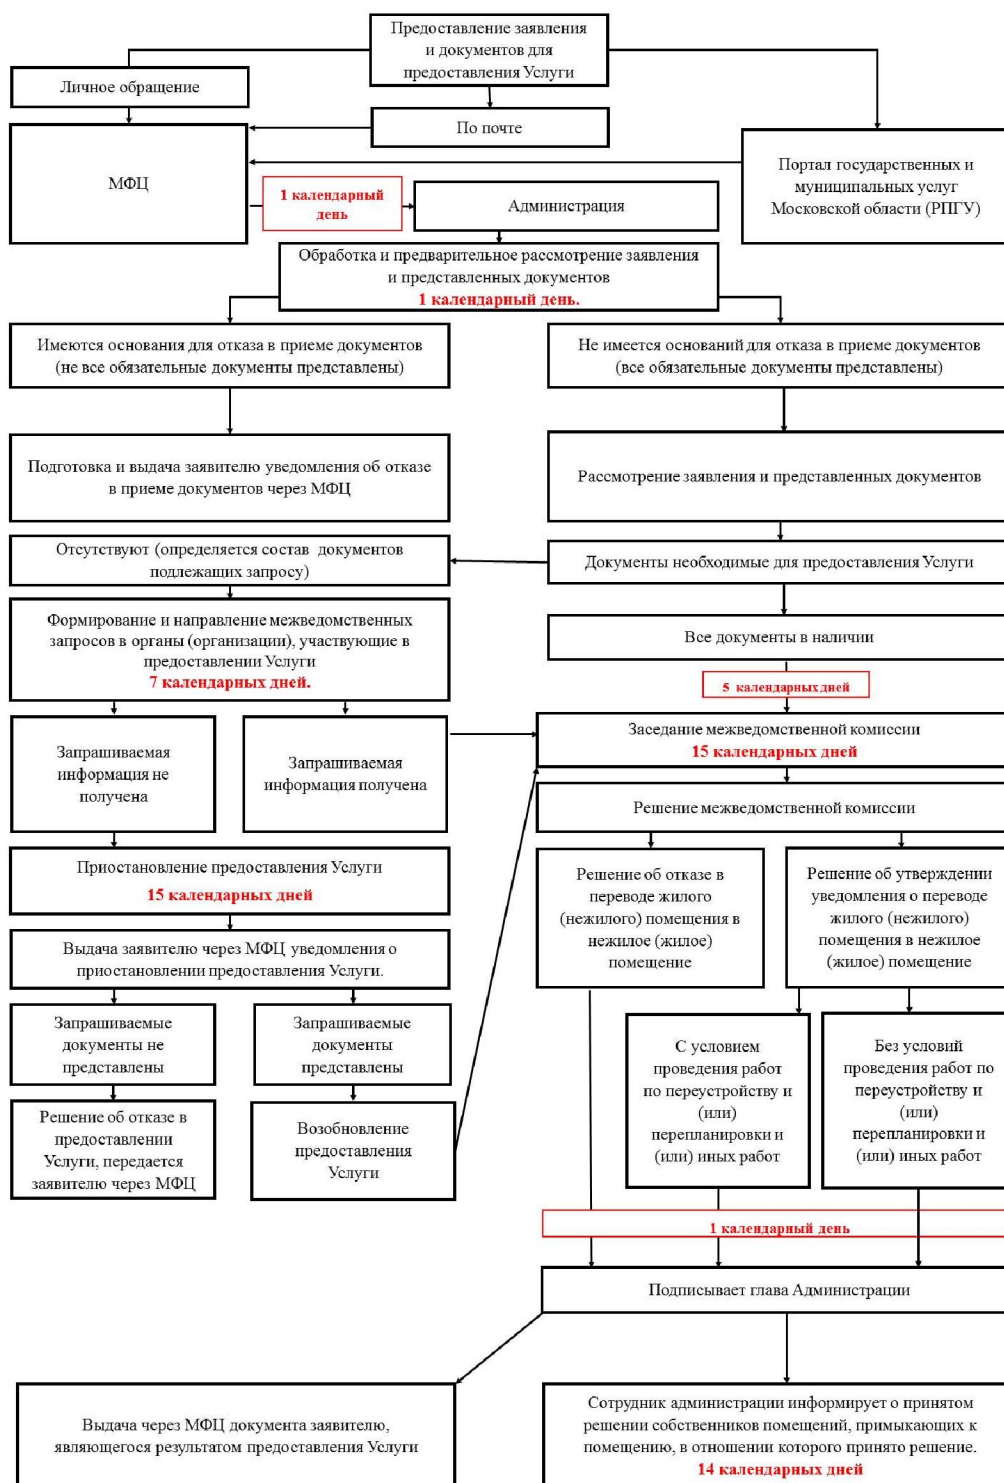 Предоставление заявления
и документов для
предоставления Услуги
Личное обращение
По почте
МФЦ
Портал государственных и
муниципальных услуг
Московской области (РПГУ)
1 календарный
день
Администрация
Обработка и предварительное рассмотрение заявления
и представленных документов
1 календарный день.
Имеются основания для отказа в приеме документов
(не все обязательные документы представлены)
Не имеется оснований для отказа в приеме документов
(все обязательные документы представлены)
Подготовка и выдача заявителю уведомления об отказе
в приеме документов через МФЦ
Рассмотрение заявления и представленных документов
Отсутствуют (определяется состав документов
подлежащих запросу)
Документы необходимые для предоставления Услуги
Формирование и направление межведомственных
запросов в органы (организации), участвующие в
предоставлении Услуги
7 календарных дней.
Все документы в наличии
5 календарных дней
Запрашиваемая
информация не
получена
Запрашиваемая
информация получена
Заседание межведомственной комиссии
15 календарных дней
Решение межведомственной комиссии
Приостановление предоставления Услуги
15 календарных дней
Решение об отказе в
переводе жилого
(нежилого) помещения в
нежилое (жилое)
помещение
Решение об утверждении
уведомления о переводе
жилого (нежилого)
помещения в нежилое
(жилое) помещение
Выдача заявителю через МФЦ уведомления о
приостановлении предоставления Услуги.
Запрашиваемые
документы не
представлены
Запрашиваемые
документы
представлены
С условием
проведения работ
по переустройству и
(или)
перепланировки и
(или) иных работ
Без условий
проведения работ по
переустройству и
(или)
перепланировки и
(или) иных работ
Решение об отказе в
предоставлении
Услуги, передается
заявителю через МФЦ
Возобновление
предоставления
Услуги
1 календарный день
Подписывает глава Администрации
Выдача через МФЦ документа заявителю,
являющегося результатом предоставления Услуги
Сотрудник администрации информирует о принятом
решении собственников помещений, примыкающих к
помещению, в отношении которого принято решение.
14 календарных дней